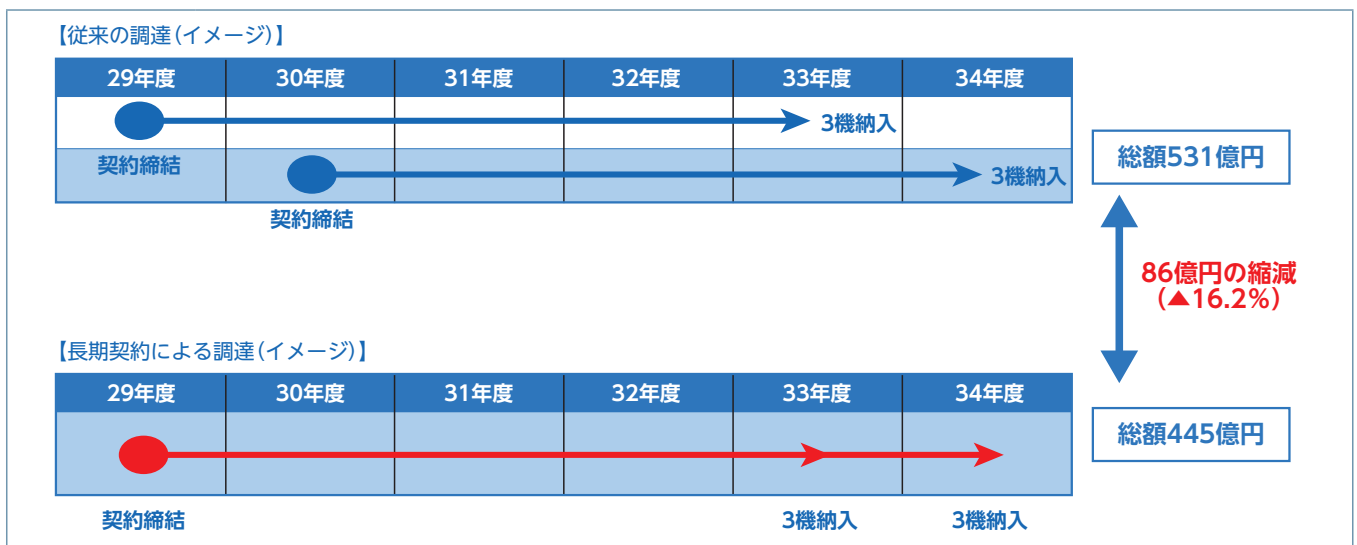 【従来の調達(イメージ)】
29年度 30年度 31年度 32年度 33年度 34年度
3機納入
契約締結
3機納入
契約締結
総額531億円
86億円の縮減
(▲16.2%)
【長期契約による調達(イメージ)】
29年度 30年度 31年度 32年度 33年度 34年度
総額445億円
契約締結 3機納入 3機納入